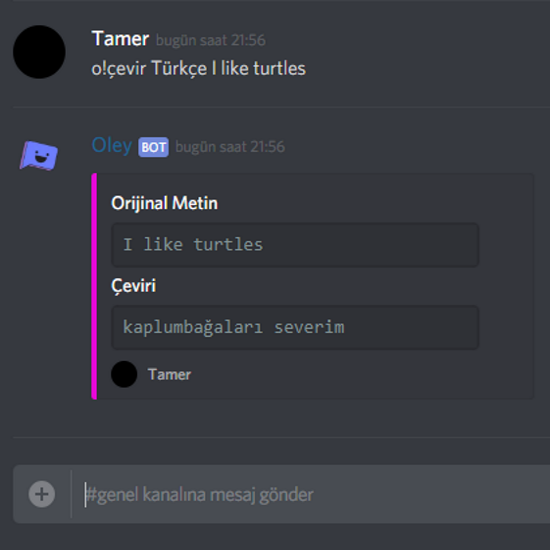 Tamer bugün saat 21:56
o!çevir Türkçe I like turtles
Oley BOT bugün saat 21:56
Orijinal Metin
I like turtles
Çeviri
kaplumbağaları severim
Tamer
#genel kanalına mesaj gönder